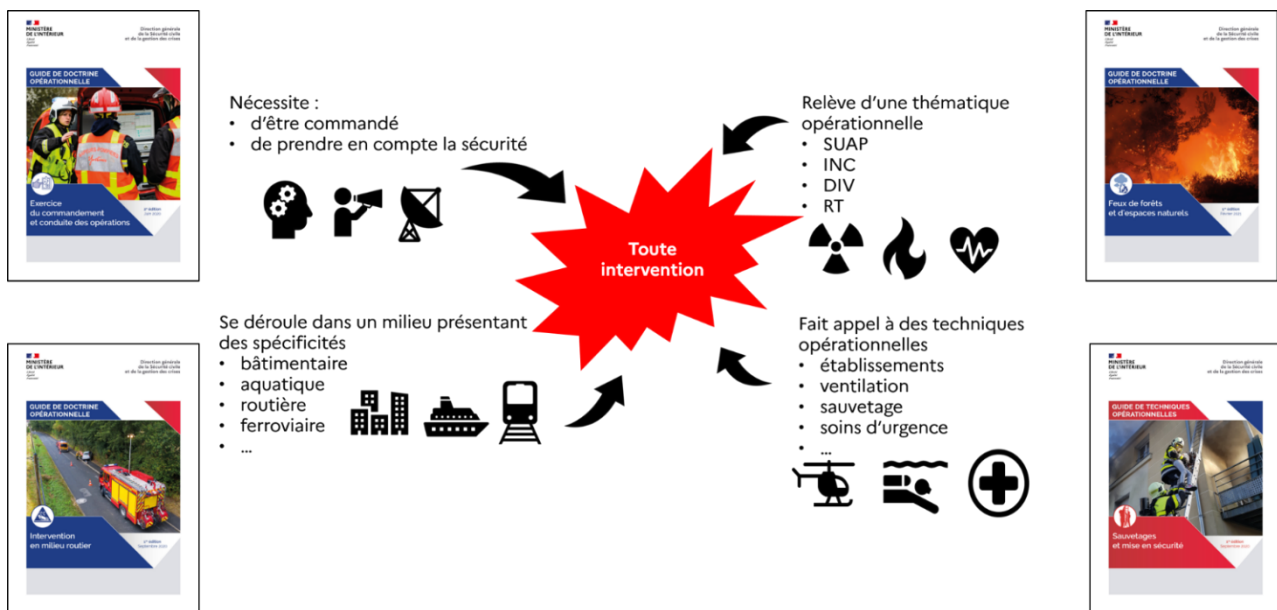 MINISTÈRE
DE L'INTÉRIEUR
Direction générale
de la Sécurité civile
et de la gestion des crises
GUIDE DE DOCTRINE
OPÉRATIONNELLE
Exercice
du commandement
et conduite des opérations
Nécessite :
• d'être commandé
• de prendre en compte la sécurité
Toute
intervention
Relève d'une thématique
opérationnelle
• SUAP
• INC
• DIV
• RT
MINISTÈRE
DE L'INTÉRIEUR
Direction générale
de la Sécurité civile
et de la gestion des crises
GUIDE DE DOCTRINE
OPÉRATIONNELLE
Feux de forêts
et d'espaces naturels
MINISTÈRE
DE L'INTÉRIEUR
Direction générale
de la Sécurité civile
et de la gestion des crises
GUIDE DE DOCTRINE
OPÉRATIONNELLE
Intervention
en milieu routier
Se déroule dans un milieu présentant
des spécificités
• bâtimentaire
• aquatique
• routière
• ferroviaire
• ...
Fait appel à des techniques
opérationnelles
• établissements
• ventilation
• sauvetage
• soins d'urgence
• ...
MINISTÈRE
DE L'INTÉRIEUR
Direction générale
de la Sécurité civile
et de la gestion des crises
GUIDE DE TECHNIQUES
OPÉRATIONNELLES
Sauvetages
et mise en sécurité